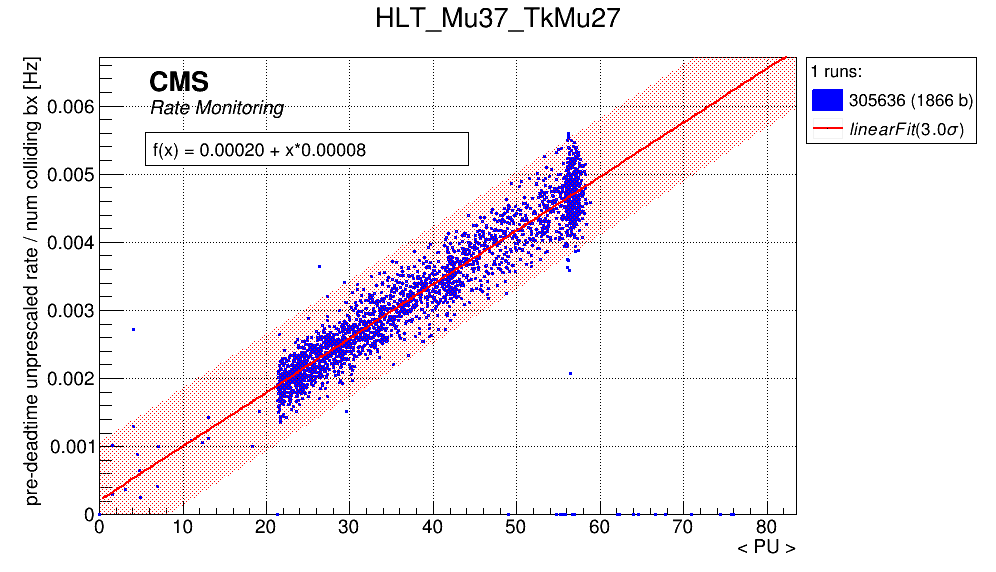 HLT_Mu37_TkMu27
pre-deadtime unprescaled rate / num colliding bx [Hz]
CMS
Rate Monitoring
f(x) = 0.00020 + x*0.00008
1 runs:
305636 (1866 b)
linearFit(3.0σ)
0.006
0.005
0.004
0.003
0.002
0.001
0
0 10 20 30 40 50 60 70 80
< PU >